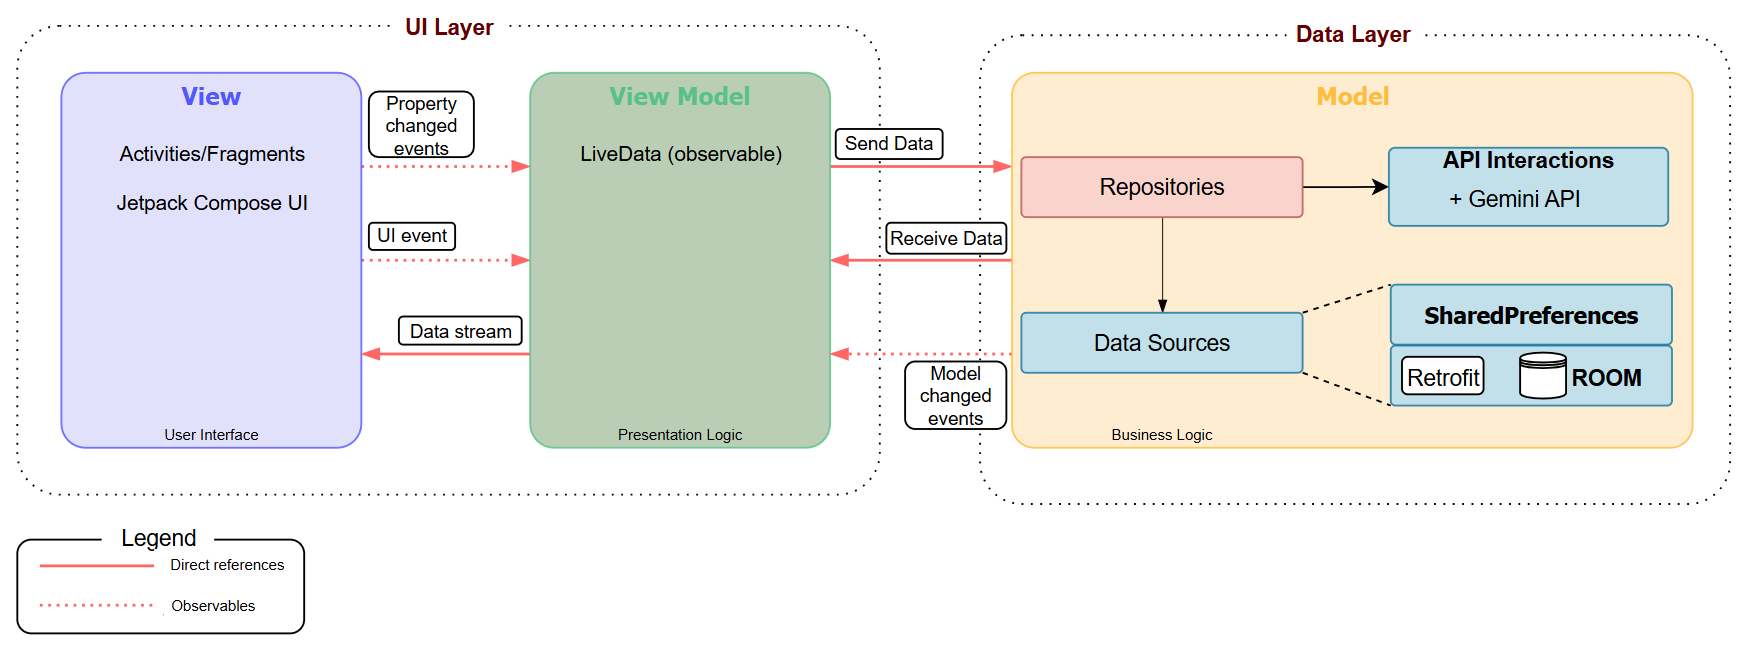 UI Layer
Data Layer
View
Activities/Fragments
Jetpack Compose UI
User Interface
Property
changed
events
UI event
Data stream
View Model
LiveData (observable)
Presentation Logic
Send Data
Receive Data
Model
changed
events
Model
Repositories
API Interactions
+ Gemini API
Data Sources
SharedPreferences
Retrofit
ROOM
Business Logic
Legend
Direct references
Observables